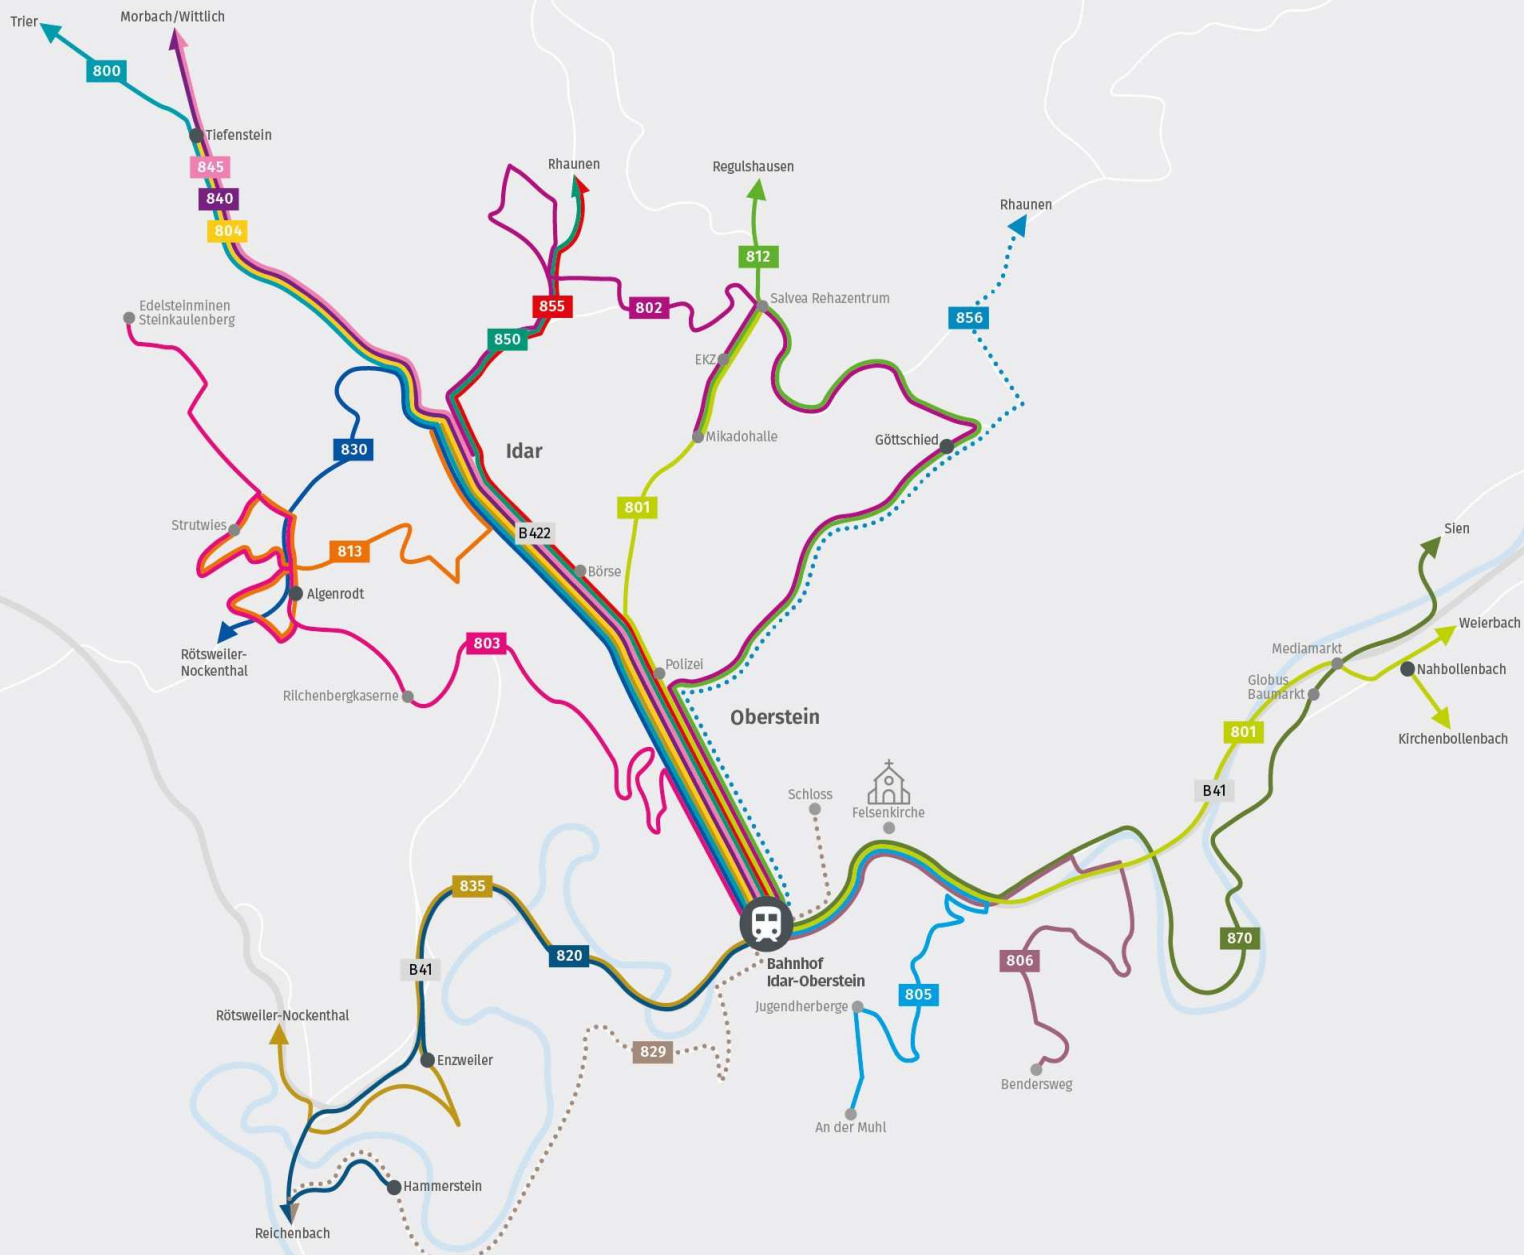 Trier
Morbach/Wittlich
800
Tiefenstein
845
840
804
Rhaunen
Regulshausen
Rhaunen
812
Salvea Rehazentrum
Edelsteinminen
Steinkaulenberg
855
802
856
850
EKZ
Mikadohalle
Göttschied
Idar
830
801
Strutwies
B422
813
Börse
Algenrodt
Sien
Weierbach
803
Rötsweiler-
Nockenthal
Mediamarkt
Polizei
Nahbollenbach
Globus
Baumarkt
Rilchenbergkaserne
Oberstein
801
Kirchenbollenbach
B41
Schloss
Felsenkirche
835
870
820
806
B41
Bahnhof
Idar-Oberstein
805
Jugendherberge
Rötsweiler-Nockenthal
829
Enzweiler
Bendersweg
An der Muhl
Hammerstein
Reichenbach